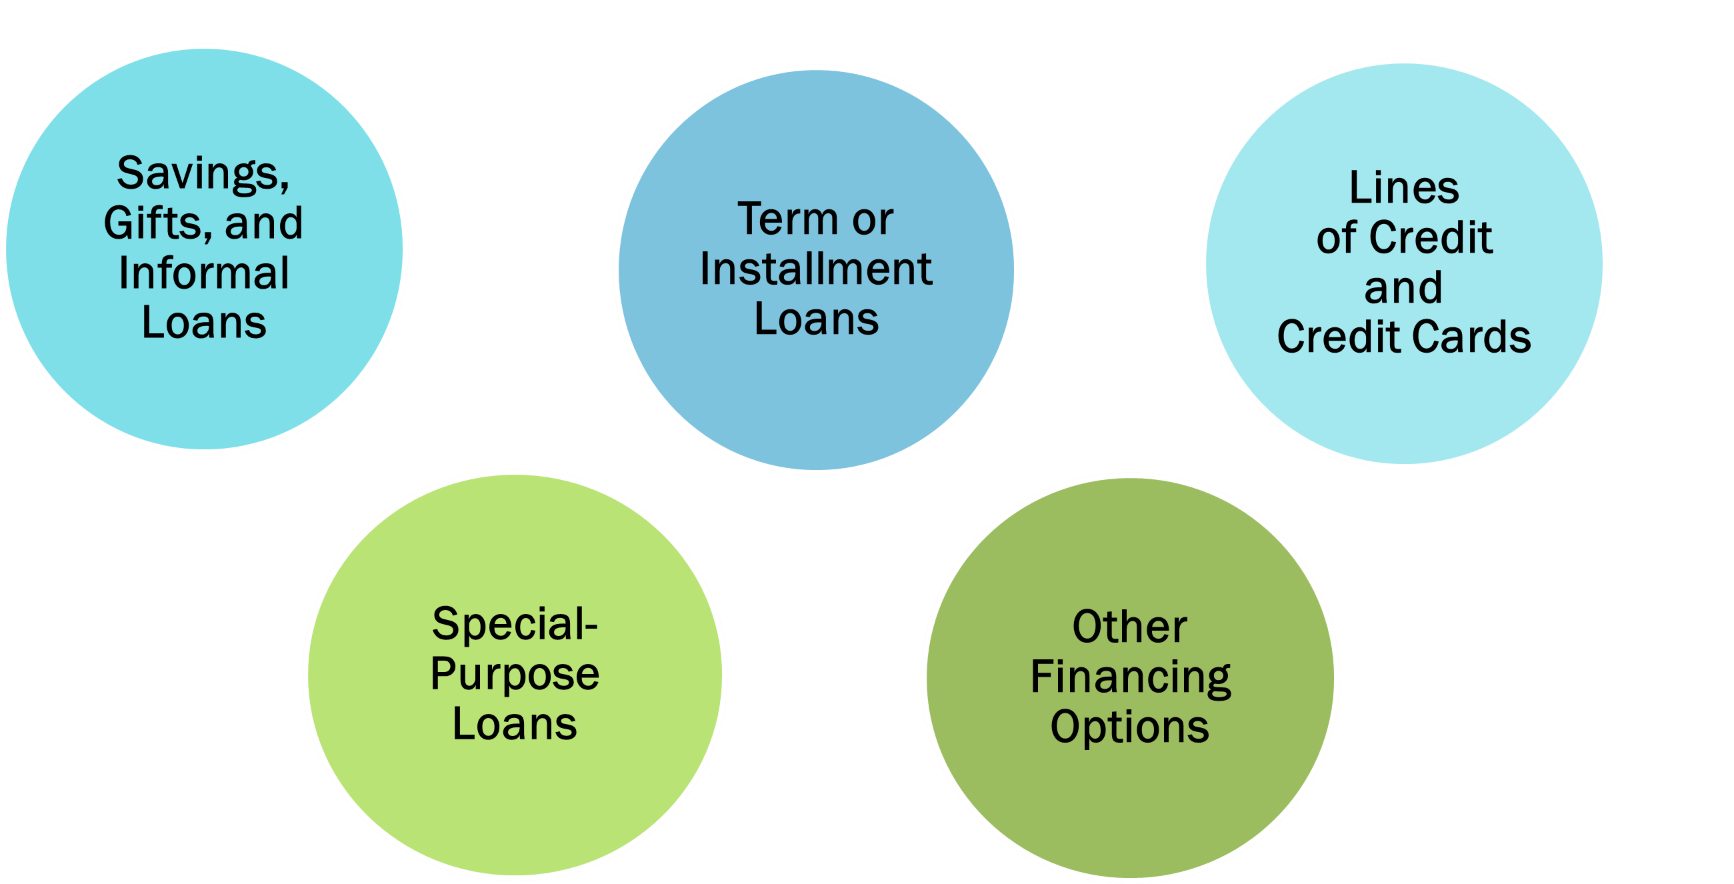 Savings,
Gifts, and
Informal
Loans
Term or
Installment
Loans
Lines
of Credit
and
Credit Cards
Special-
Purpose
Loans
Other
Financing
Options